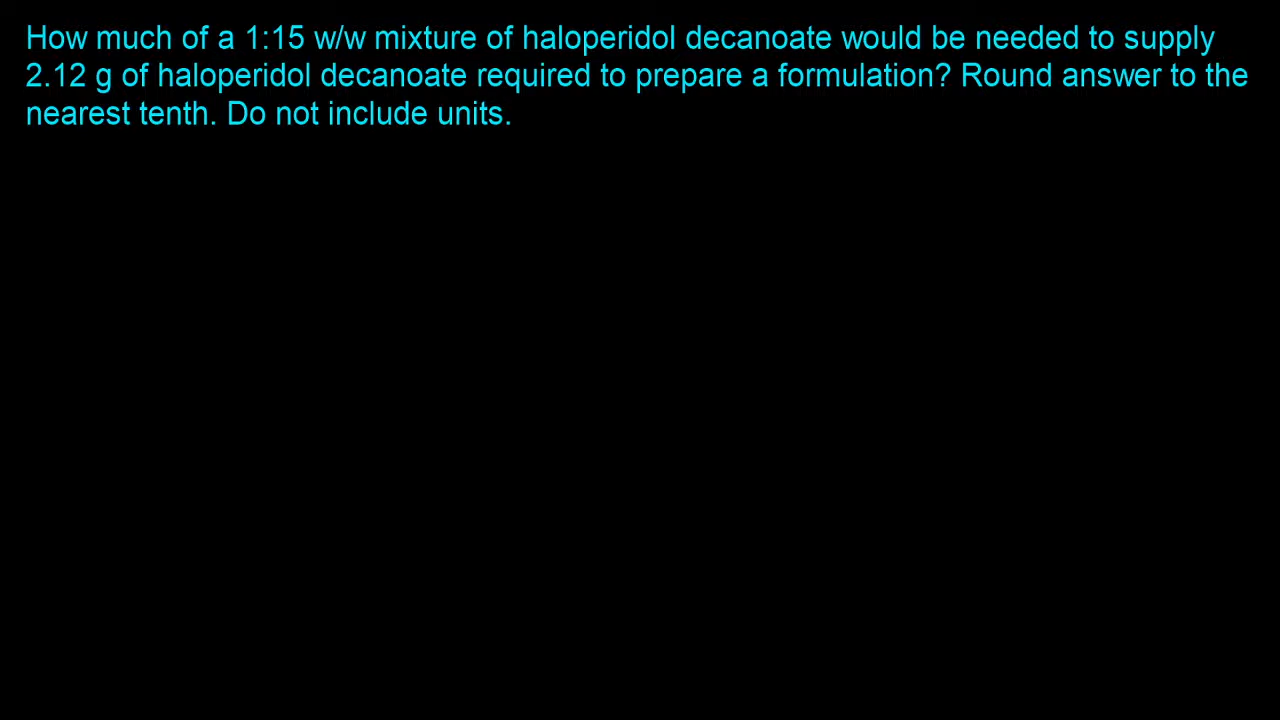 How much of a 1:15 w/w mixture of haloperidol decanoate would be needed to supply
2.12 g of haloperidol decanoate required to prepare a formulation? Round answer to the
nearest tenth. Do not include units.